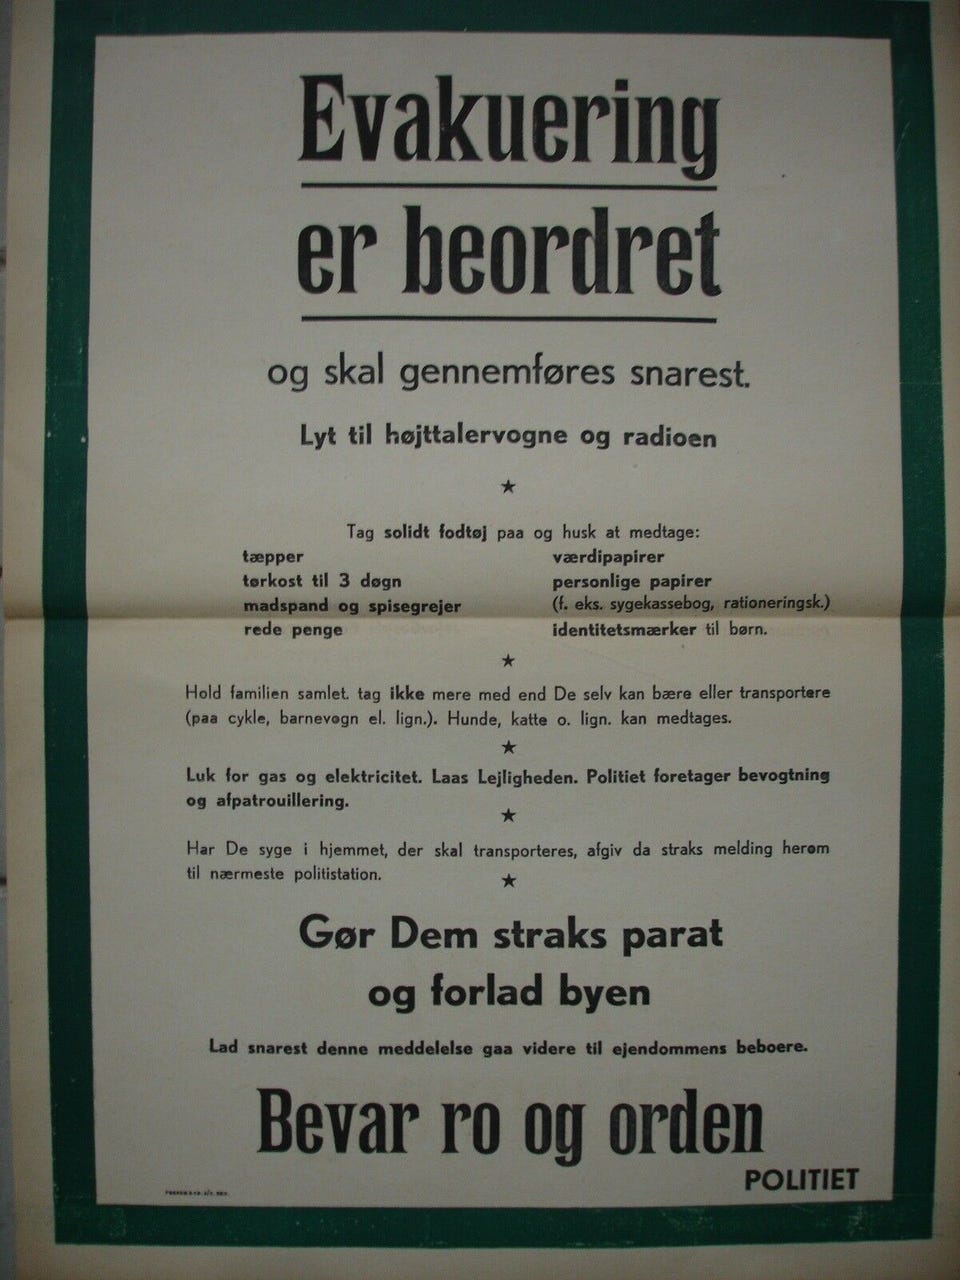 Evakuering
er beordret
og skal gennemføres snarest.
Lyt til højttalervogne og radioen
Tag solidt fodtøj paa og husk at medtage:
tæpper
tørkost til 3 døgn
madspand og spisegrejer
rede penge
værdipapirer
personlige papirer
(f. eks. sygekassebog, rationeringsk.)
identitetsmærker til børn.
Hold familien samlet. tag ikke mere med end De selv kan bære eller transportere
(paa cykle, barnevogn el. lign.). Hunde, katte o. lign. kan medtages.
Luk for gas og elektricitet. Laas Lejligheden. Politiet foretager bevogtning
og afpatrouillering.
Har De syge i hjemmet, der skal transporteres, afgiv da straks melding herom
til nærmeste politistation.
Gør Dem straks parat
og forlad byen
Lad snarest denne meddelelse gaa videre til ejendommens beboere.
Bevar ro og orden
POLITIET